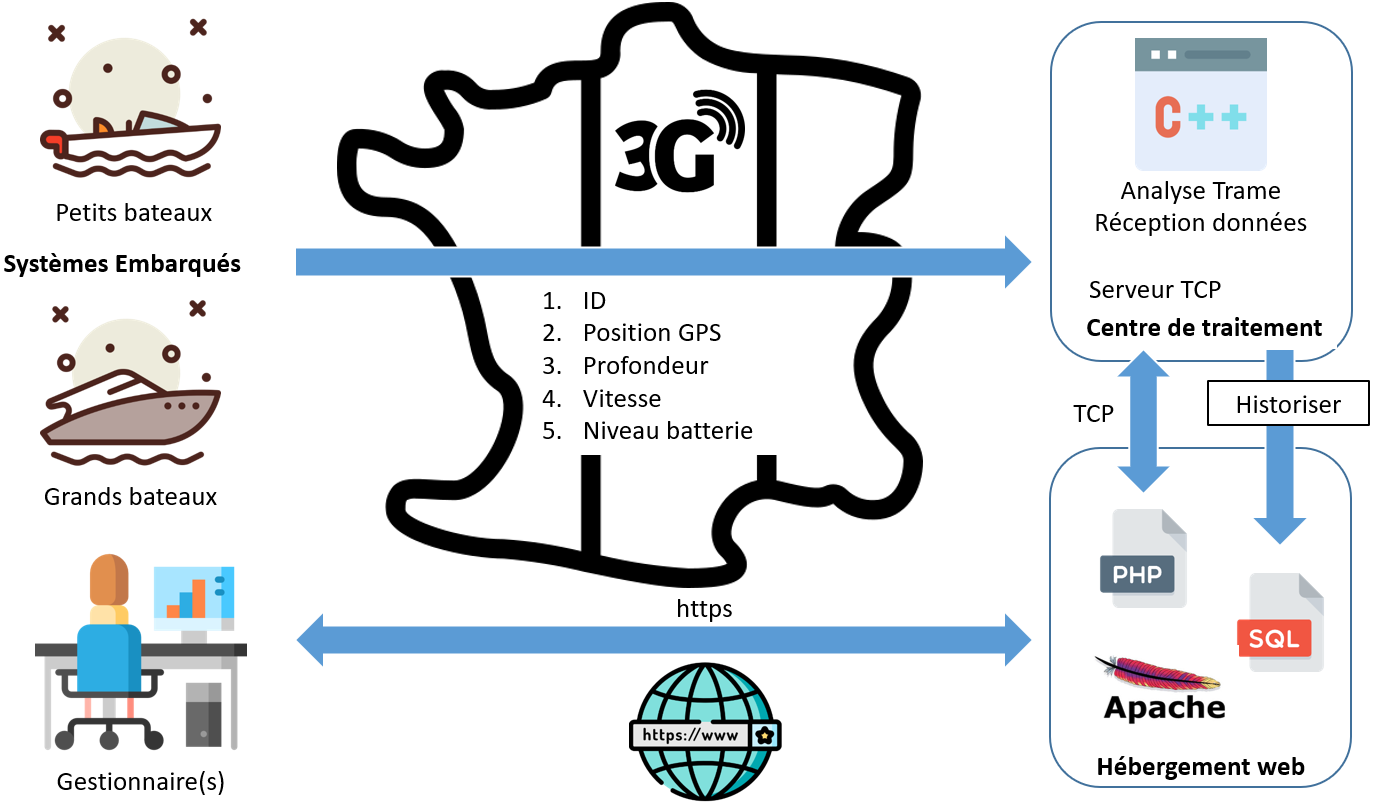 Petits bateaux
Systèmes Embarqués
Grands bateaux
Gestionnaire(s)
3G
1. ID
2. Position GPS
3. Profondeur
4. Vitesse
5. Niveau batterie
https
https://www
C++
Analyse Trame
Réception données
Serveur TCP
Centre de traitement
TCP
Historiser
PHP
SQL
Apache
Hébergement web